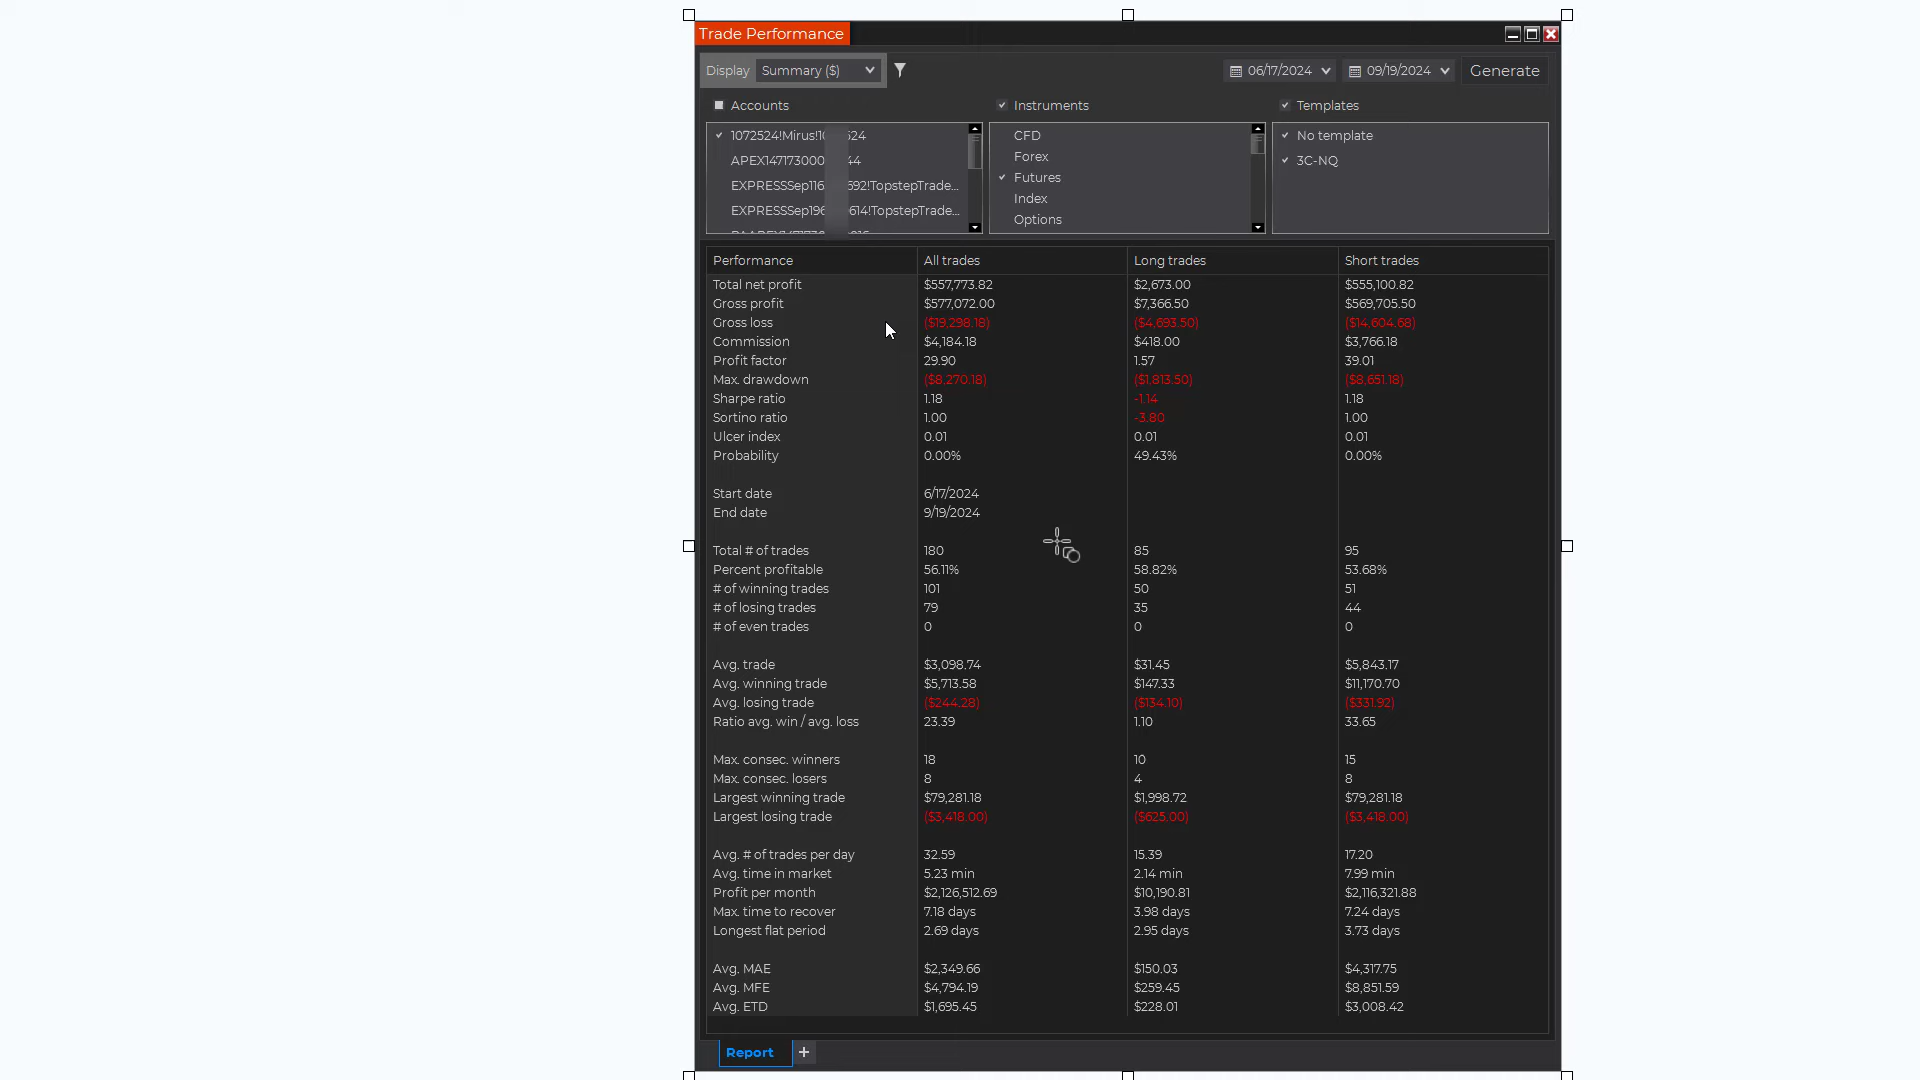 Trade Performance
Display Summary ($) 06/17/2024 09/19/2024 Generate
Accounts Instruments Templates
1072524!Mirus!10 524 CFD No template
APEX1471730000 44 Forex 3C-NQ
EXPRESSSep116 692!TopstepTrade... Futures
EXPRESSSep196 614!TopstepTrade... Index
Options
Performance All trades Long trades Short trades
Total net profit $557,773.82 $2,673.00 $555,100.82
Gross profit $577,072.00 $7,366.50 $569,705.50
Gross loss ($19,298.18) ($4,693.50) ($14,604.68)
Commission $4,184.18 $418.00 $3,766.18
Profit factor 29.90 1.57 39.01
Max. drawdown ($8,270.18) ($1,813.50) ($8,651.18)
Sharpe ratio 1.18 -1.14 1.18
Sortino ratio 1.00 -3.80 1.00
Ulcer index 0.01 0.01 0.01
Probability 0.00% 49.43% 0.00%
Start date 6/17/2024
End date 9/19/2024
Total # of trades 180 85 95
Percent profitable 56.11% 58.82% 53.68%
# of winning trades 101 50 51
# of losing trades 79 35 44
# of even trades 0 0 0
Avg. trade $3,098.74 $31.45 $5,843.17
Avg. winning trade $5,713.58 $147.33 $11,170.70
Avg. losing trade ($244.28) ($134.10) ($331.92)
Ratio avg. win / avg. loss 23.39 1.10 33.65
Max. consec. winners 18 10 15
Max. consec. losers 8 4 8
Largest winning trade $79,281.18 $1,998.72 $79,281.18
Largest losing trade ($3,418.00) ($625.00) ($3,418.00)
Avg. # of trades per day 32.59 15.39 17.20
Avg. time in market 5.23 min 2.14 min 7.99 min
Profit per month $2,126,512.69 $10,190.81 $2,116,321.88
Max. time to recover 7.18 days 3.98 days 7.24 days
Longest flat period 2.69 days 2.95 days 3.73 days
Avg. MAE $2,349.66 $150.03 $4,317.75
Avg. MFE $4,794.19 $259.45 $8,851.59
Avg. ETD $1,695.45 $228.01 $3,008.42
Report +